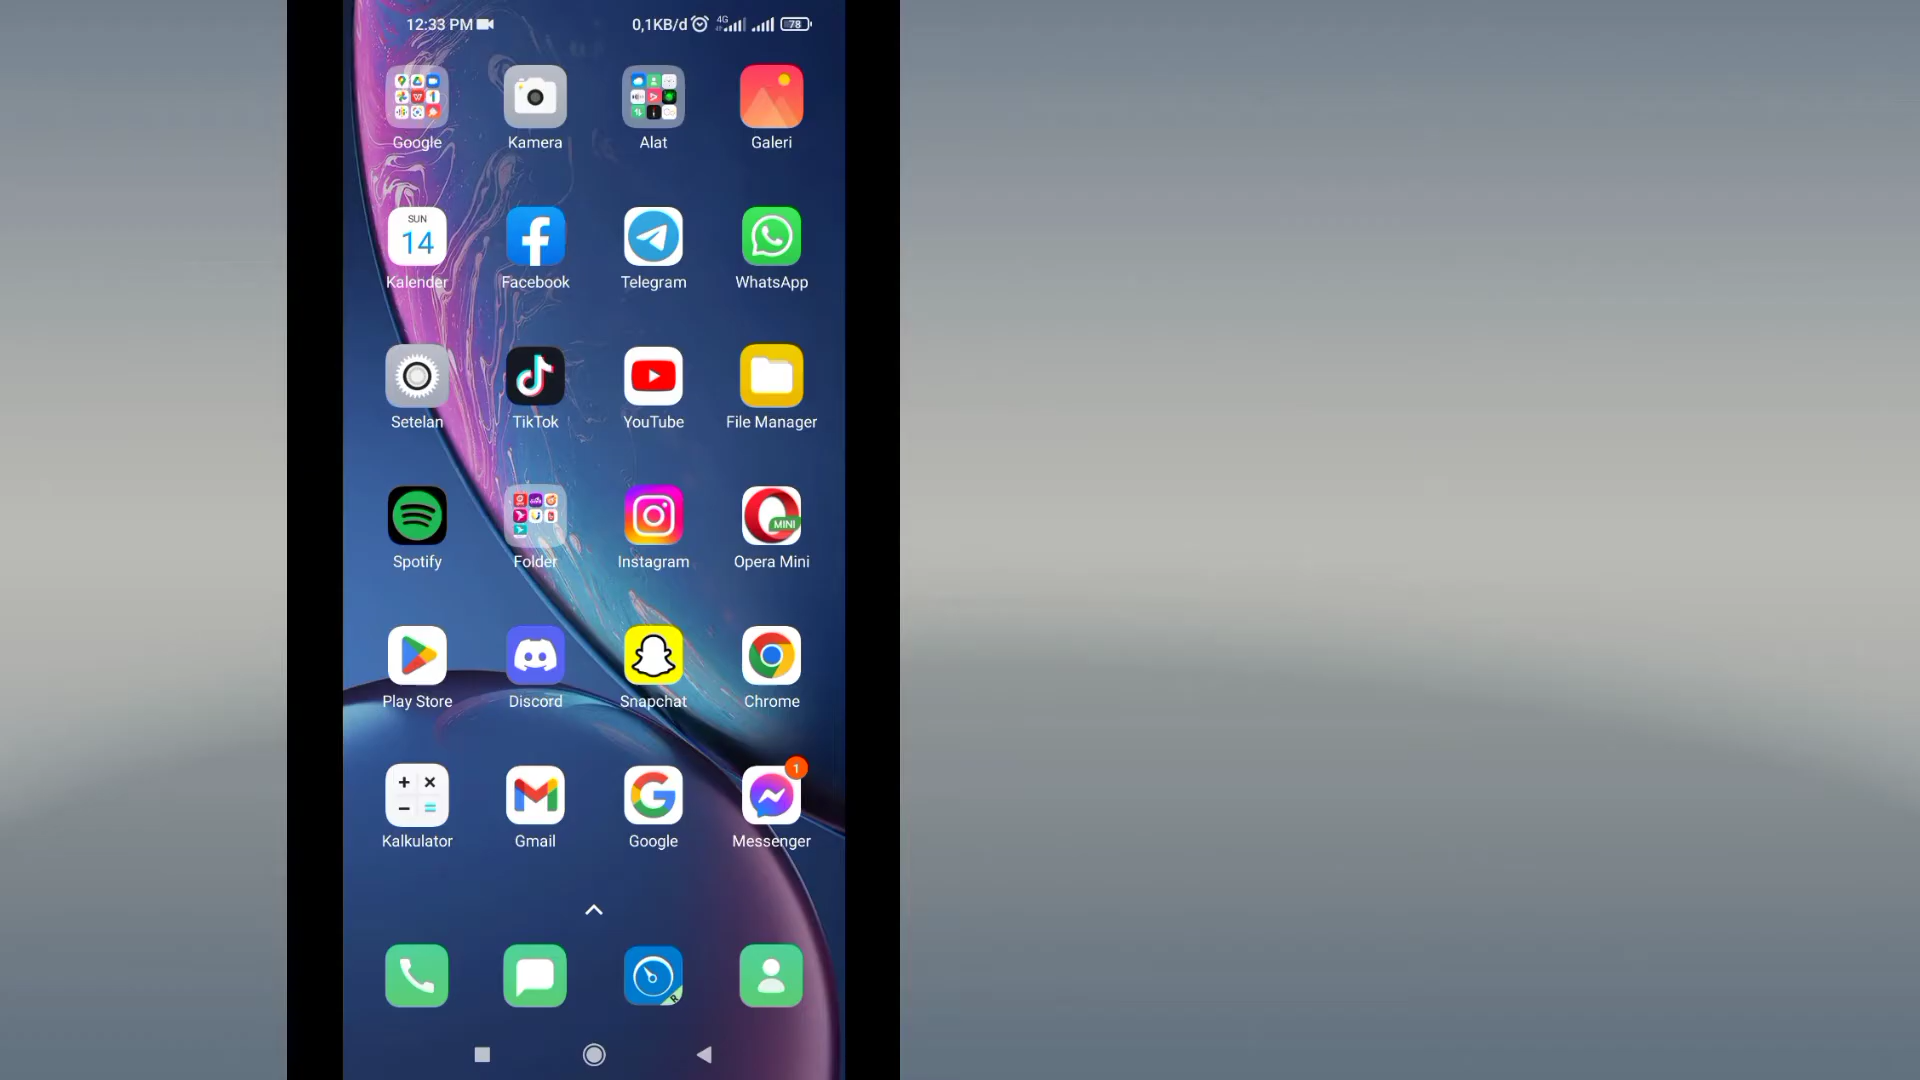 12:33 PM 0,1KB/d 4G 78
Google Kamera Alat Galeri
SUN
14
Kalender Facebook Telegram WhatsApp
Setelan TikTok YouTube File Manager
MINI
Spotify Folder Instagram Opera Mini
Play Store Discord Snapchat Chrome
1
Kalkulator Gmail Google Messenger
R